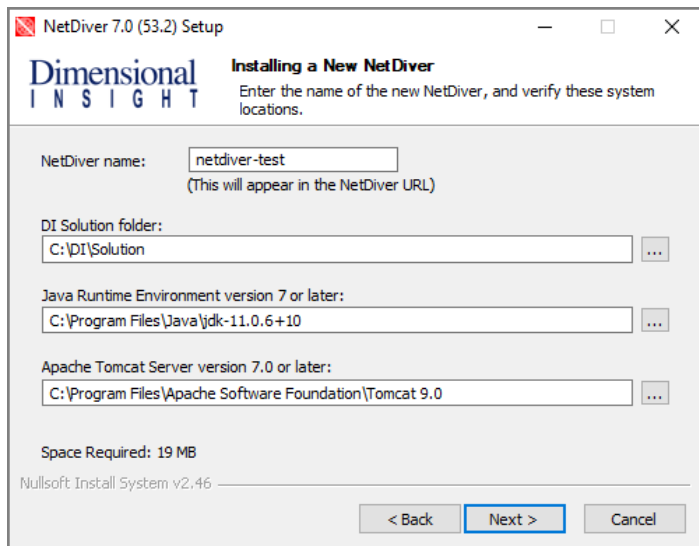 NetDiver 7.0 (53.2) Setup
Dimensional
INSIGHT
Installing a New NetDiver
Enter the name of the new NetDiver, and verify these system
locations.
NetDiver name:
netdiver-test
(This will appear in the NetDiver URL)
DI Solution folder:
C:\DI\Solution
...
Java Runtime Environment version 7 or later:
C:\Program Files\Java\jdk-11.0.6+10
...
Apache Tomcat Server version 7.0 or later:
C:\Program Files\Apache Software Foundation\Tomcat 9.0
...
Space Required: 19 MB
Nullsoft Install System v2.46
< Back
Next >
Cancel